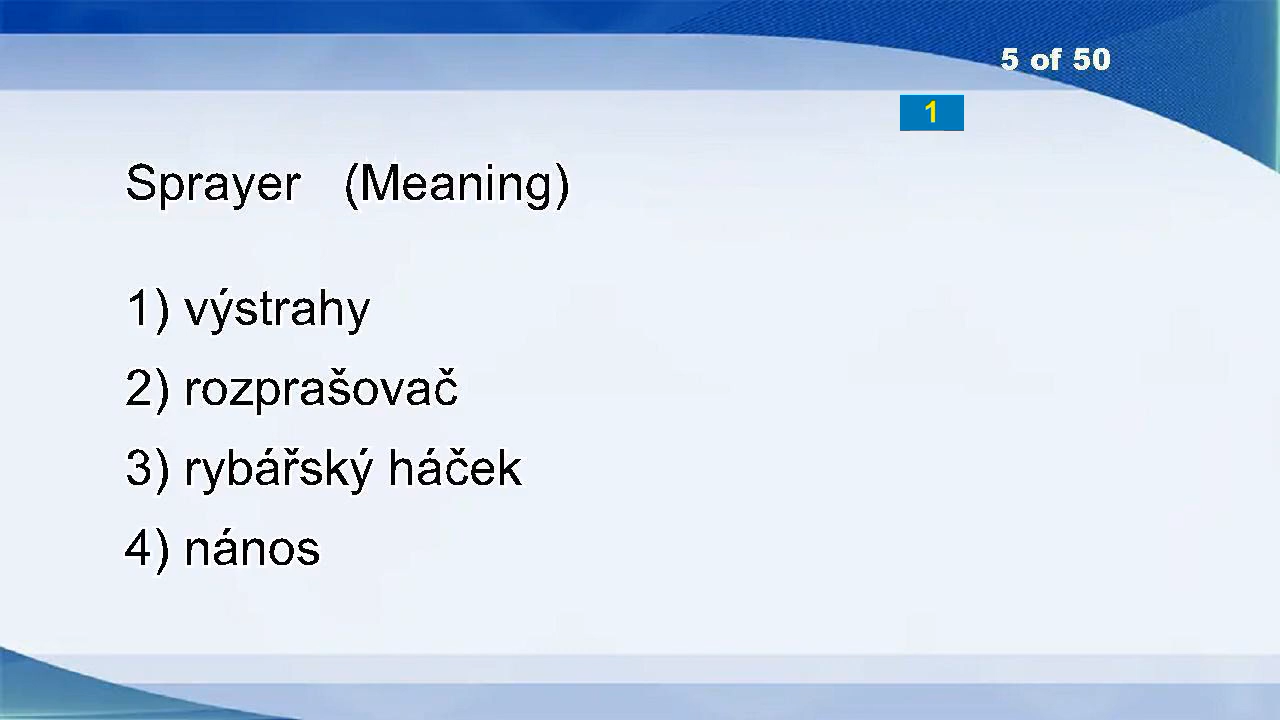 5 of 50
1
Sprayer (Meaning)
1) výstrahy
2) rozprašovač
3) rybářský háček
4) nános